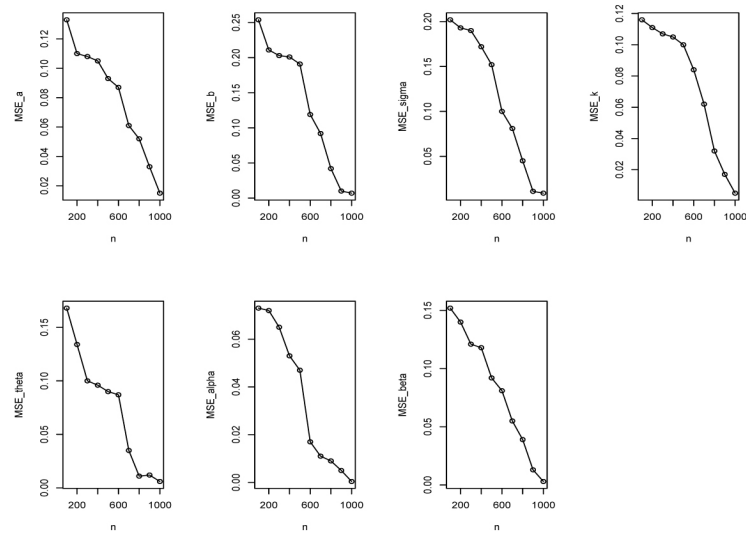 MSE_a
0.02 0.04 0.06 0.08 0.10 0.12
200 600 1000
n
MSE_b
0.00 0.05 0.10 0.15 0.20 0.25
200 600 1000
n
MSE_sigma
0.05 0.10 0.15 0.20
200 600 1000
n
MSE_k
0.02 0.04 0.06 0.08 0.10 0.12
200 600 1000
n
MSE_theta
0.00 0.05 0.10 0.15
200 600 1000
n
MSE_alpha
0.00 0.02 0.04 0.06
200 600 1000
n
MSE_beta
0.00 0.05 0.10 0.15
200 600 1000
n